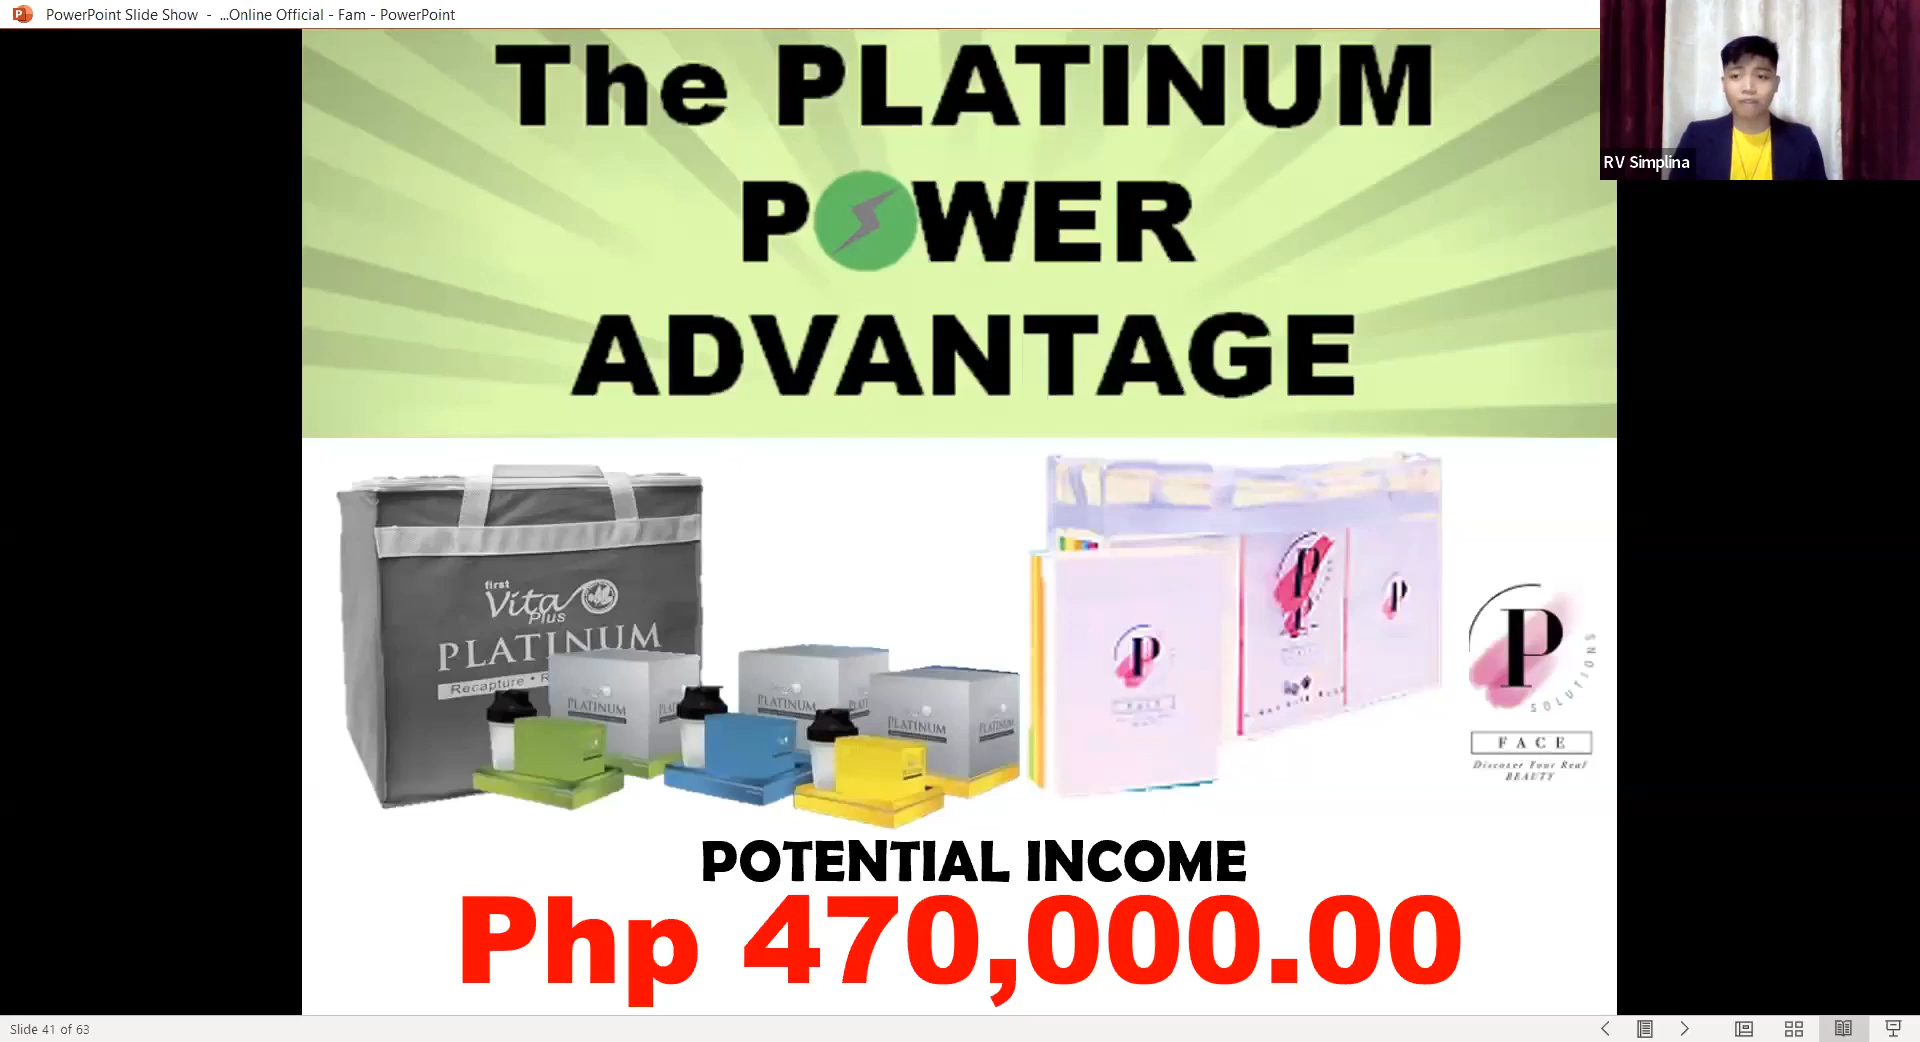 PowerPoint Slide Show - ...Online Official - Fam - PowerPoint
RV Simplina
The PLATINUM
POWER
ADVANTAGE
first
Vita
Plus
PLATINUM
Recapture •
PLATINUM
PLATINUM
PLATINUM
PLATINUM
P
FACE
P
P
P
SOLUTIONS
FACE
Discover Your Real
BEAUTY
POTENTIAL INCOME
Php 470,000.00
Slide 41 of 63